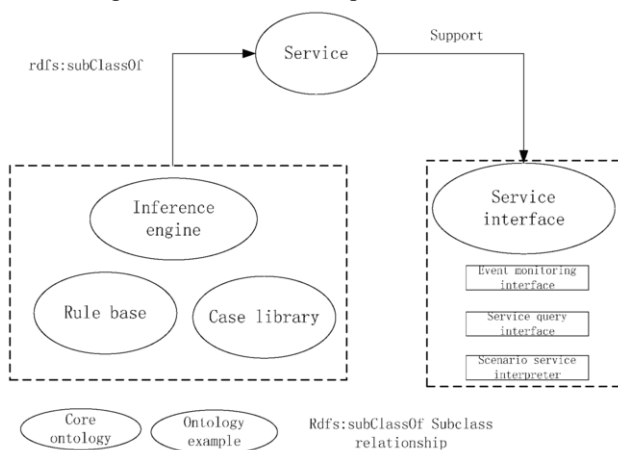 Service
Support
rdfs:subClassOf
Inference
engine
Service
interface
Event monitoring
interface
Rule base
Case library
Service query
interface
Scenario service
interpreter
Core
ontology
Ontology
example
Rdfs:subClassOf Subclass
relationship